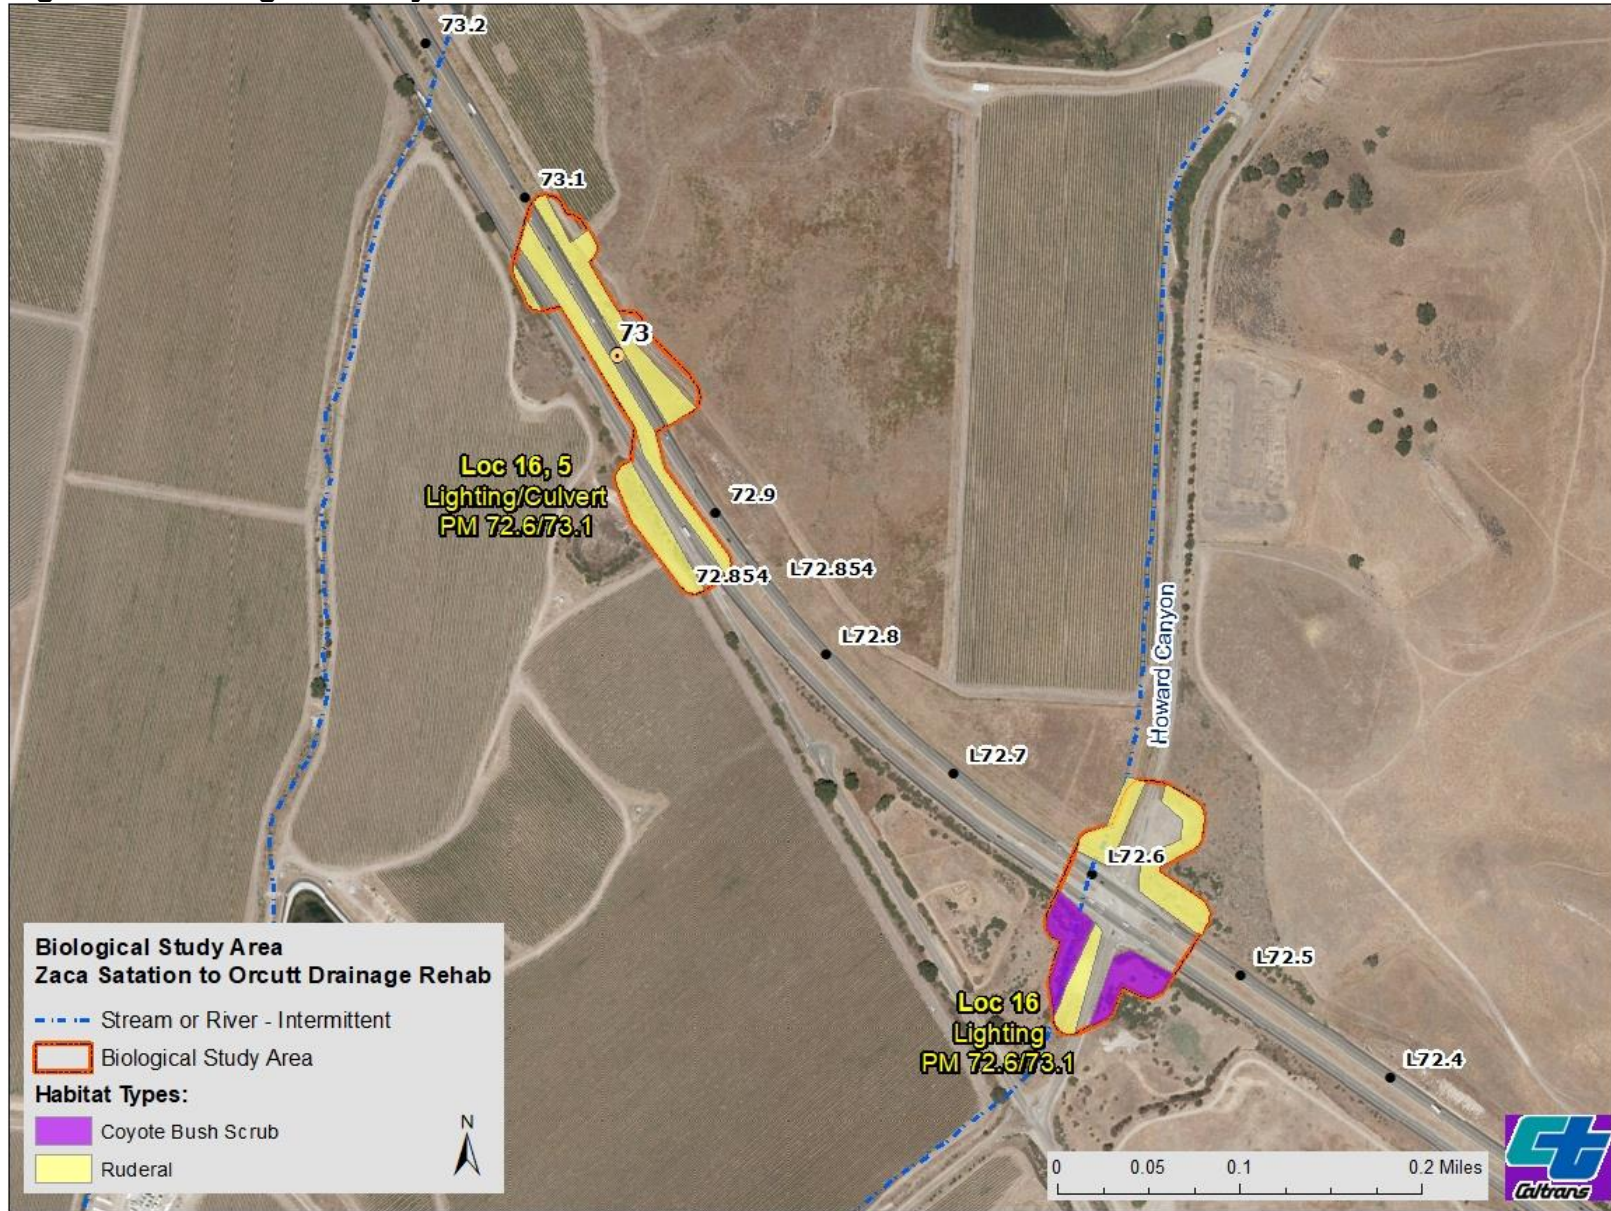 73.2
73.1
73
Loc 16, 5
Lighting/Culvert
PM 72.6/73.1
72.9
72.854
L72.854
L72.8
Howard Canyon
L72.7
L72.6
L72.5
Loc 16
Lighting
PM 72.6/73.1
L72.4
Biological Study Area
Zaca Satation to Orcutt Drainage Rehab
Stream or River - Intermittent
Biological Study Area
Habitat Types:
Coyote Bush Scrub
Ruderal
N
0 0.05 0.1 0.2 Miles
ct
Caltrans